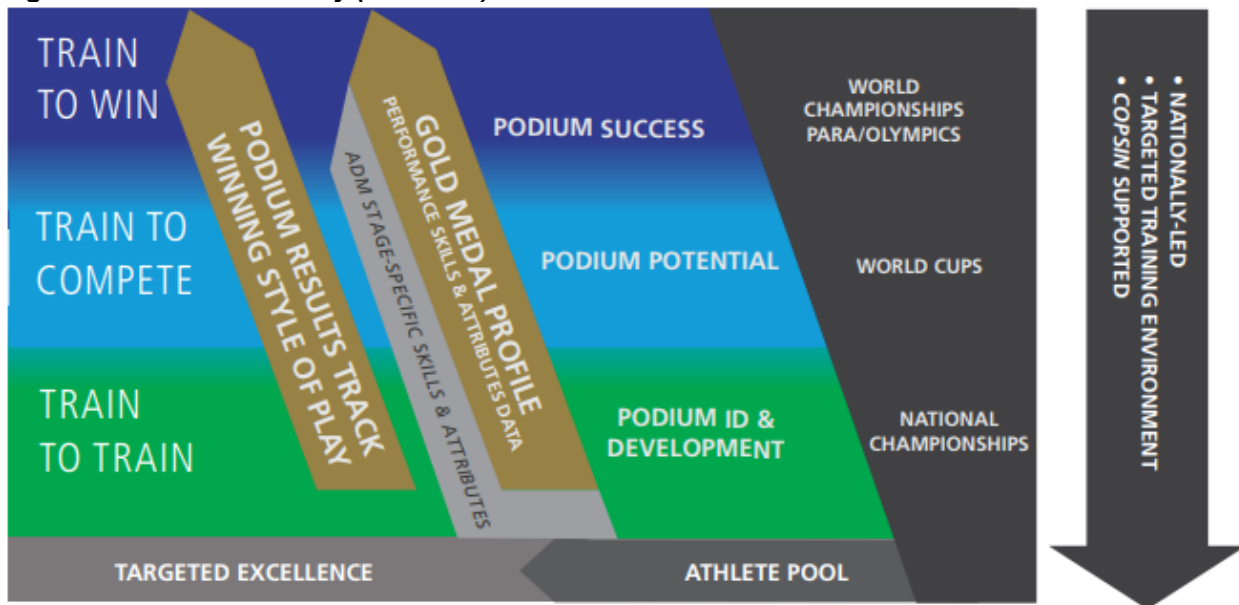 TRAIN
TO WIN
TRAIN TO
COMPETE
TRAIN
TO TRAIN
PODIUM RESULTS TRACK
WINNING STYLE OF PLAY
ADM STAGE-SPECIFIC SKILLS & ATTRIBUTES
GOLD MEDAL PROFILE
PERFORMANCE SKILLS & ATTRIBUTES DATA
PODIUM SUCCESS
PODIUM POTENTIAL
PODIUM ID &
DEVELOPMENT
WORLD
CHAMPIONSHIPS
PARA/OLYMPICS
WORLD CUPS
NATIONAL
CHAMPIONSHIPS
• NATIONALLY-LED
• TARGETED TRAINING ENVIRONMENT
• COPSIN SUPPORTED
TARGETED EXCELLENCE
ATHLETE POOL